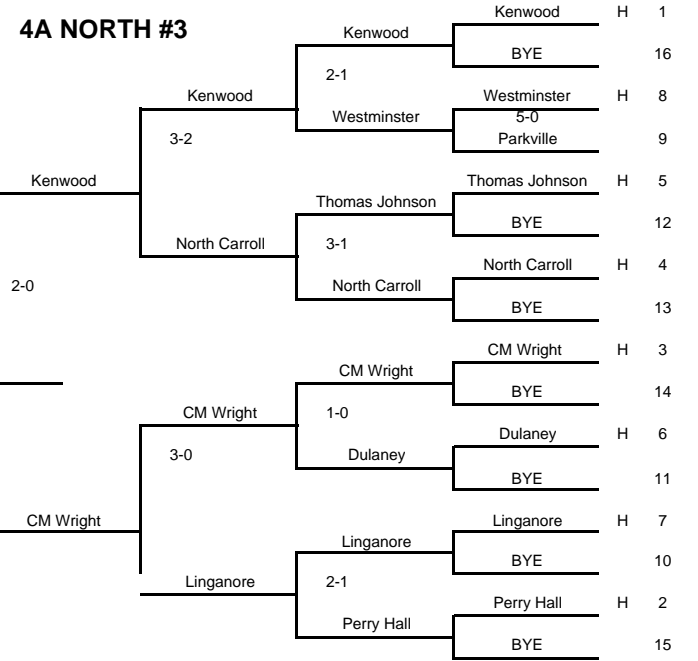 Kenwood H 1
4A NORTH #3
Kenwood
BYE 16
2-1
Kenwood
Westminster H 8
Westminster
5-0
3-2
Parkville 9
Kenwood
Thomas Johnson H 5
Thomas Johnson
BYE 12
North Carroll
3-1
North Carroll H 4
2-0
North Carroll
BYE 13
CM Wright H 3
CM Wright
BYE 14
CM Wright
1-0
Dulaney H 6
3-0
Dulaney
BYE 11
CM Wright
Linganore H 7
Linganore
BYE 10
Linganore
2-1
Perry Hall H 2
Perry Hall
BYE 15